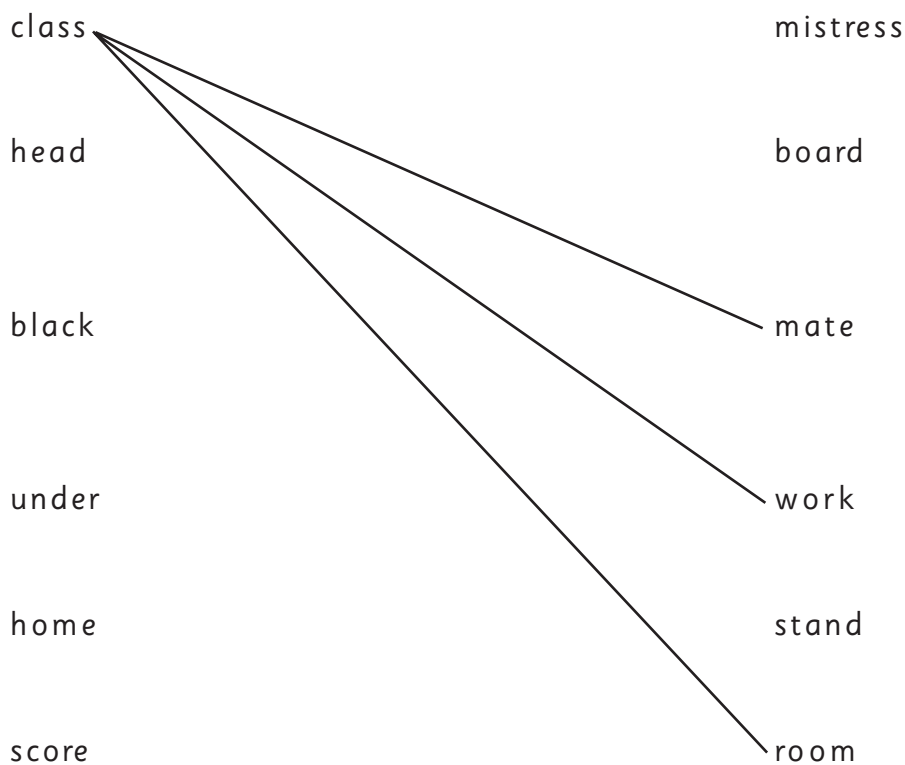 class mistress
head board
black mate
under work
home stand
score room